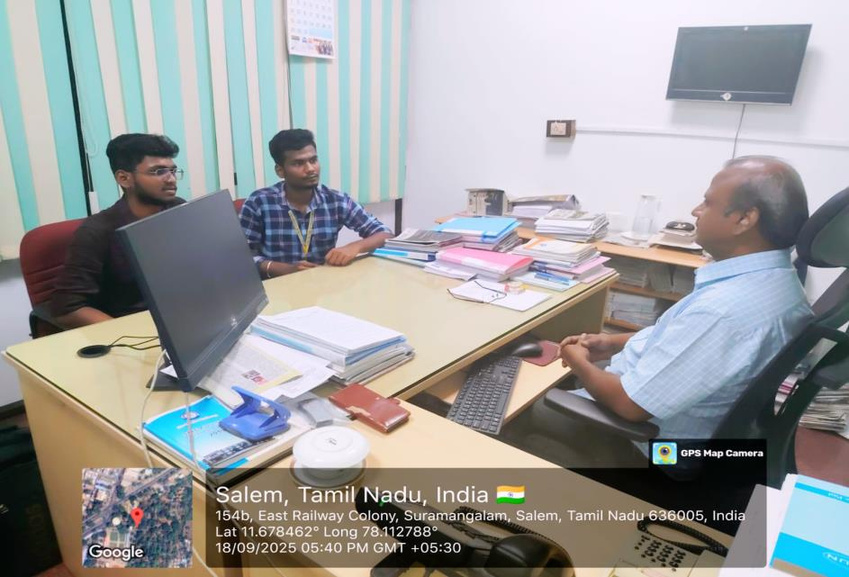 GPS Map Camera
Salem, Tamil Nadu, India 🇮🇳
154b, East Railway Colony, Suramangalam, Salem, Tamil Nadu 636005, India
Lat 11.678462° Long 78.112788°
18/09/2025 05:40 PM GMT +05:30
Google